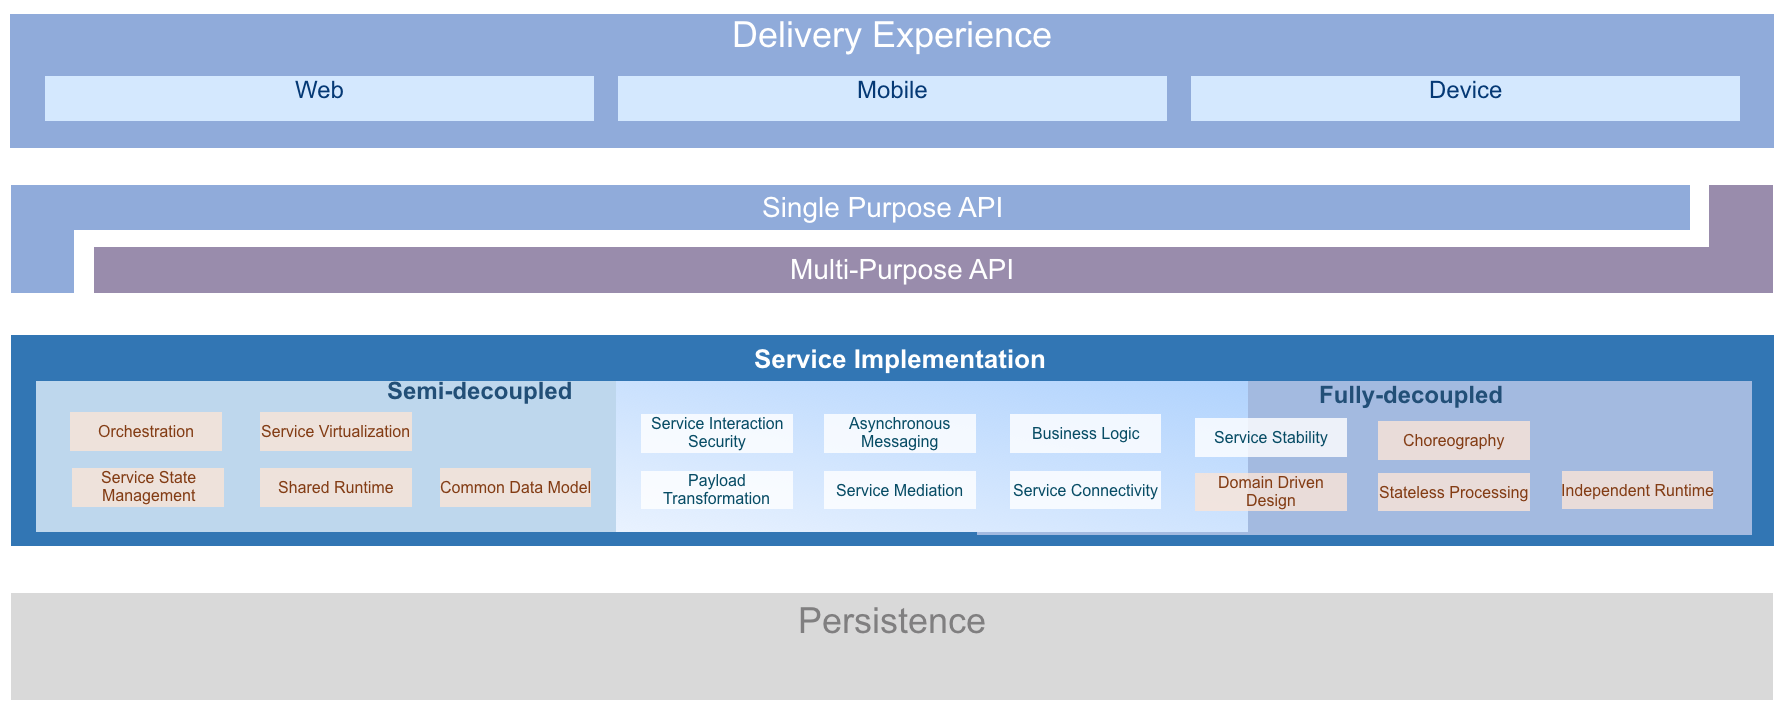 Delivery Experience
Web
Mobile
Device
Single Purpose API
Multi-Purpose API
Service Implementation
Semi-decoupled
Fully-decoupled
Orchestration
Service Virtualization
Service State
Management
Shared Runtime
Common Data Model
Service Interaction
Security
Asynchronous
Messaging
Business Logic
Payload
Transformation
Service Mediation
Service Connectivity
Service Stability
Choreography
Domain Driven
Design
Stateless Processing
Independent Runtime
Persistence